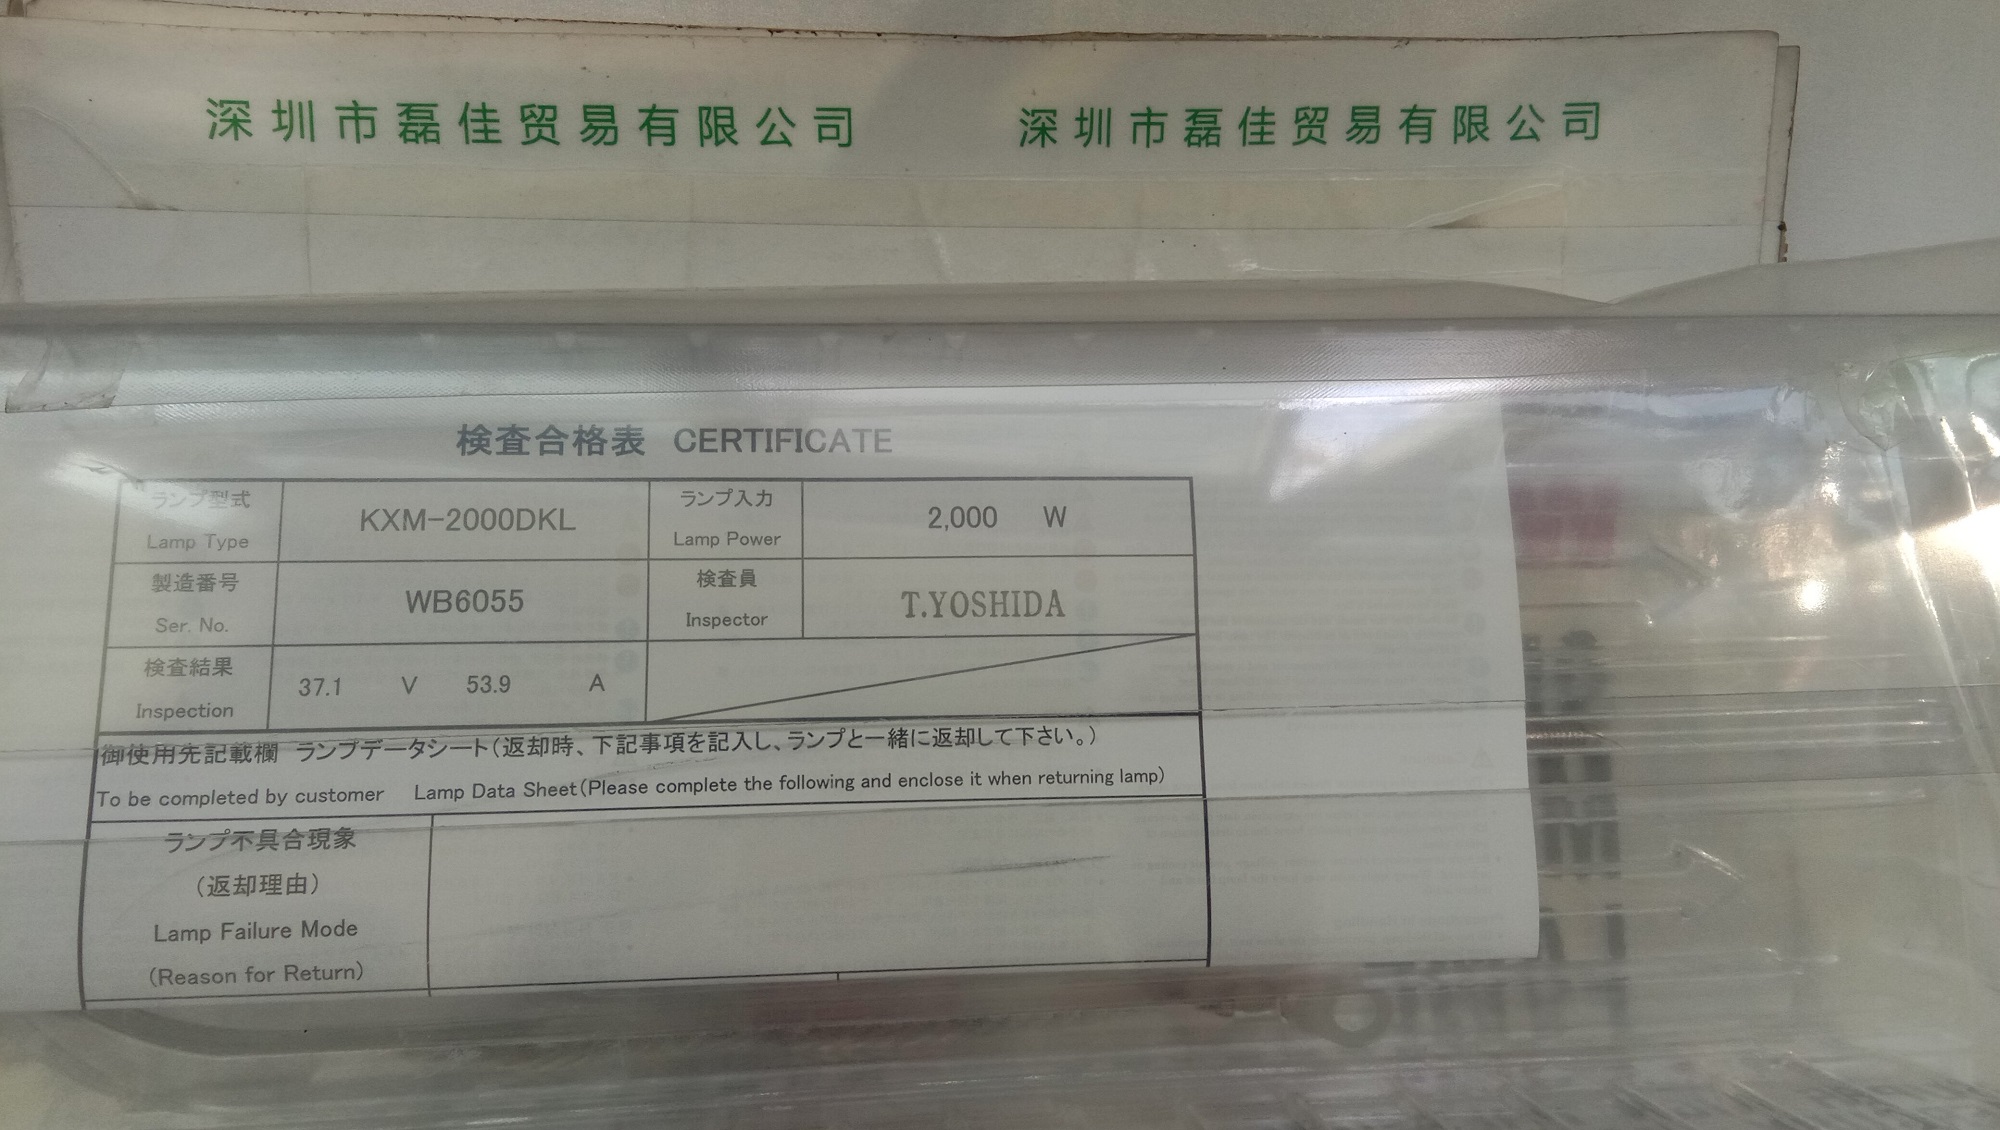 深圳市磊佳贸易有限公司 深圳市磊佳贸易有限公司
検査合格表 CERTIFICATE
ランプ型式
Lamp Type
KXM-2000DKL
ランプ入力
Lamp Power
2,000 W
製造番号
Ser. No.
WB6055
検査員
Inspector
T.YOSHIDA
検査結果
Inspection
37.1 V 53.9 A
御使用先記載欄 ランプデータシート(返却時、下記事項を記入し、ランプと一緒に返却して下さい。)
To be completed by customer Lamp Data Sheet(Please complete the following and enclose it when returning lamp)
ランプ不具合現象
(返却理由)
Lamp Failure Mode
(Reason for Return)